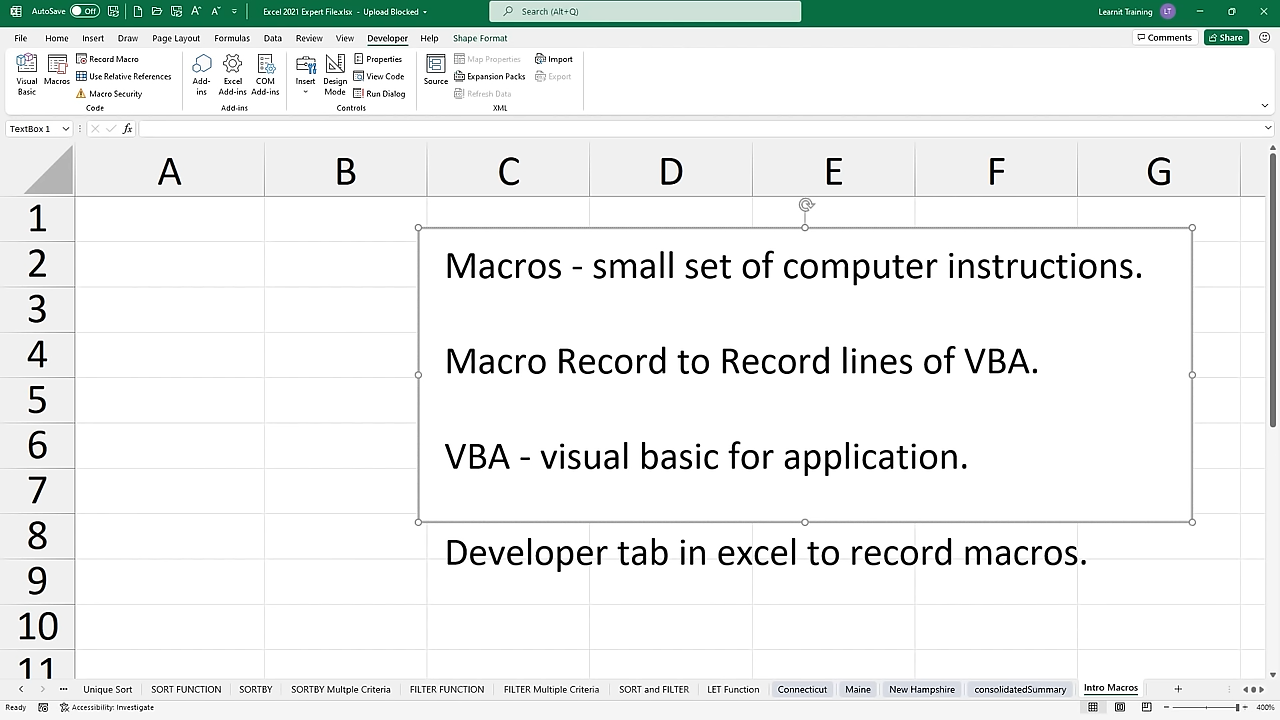 AutoSave Off
Excel 2021 Expert File.xlsx - Upload Blocked
Search (Alt+Q)
Learnit Training LT
File Home Insert Draw Page Layout Formulas Data Review View Developer Help Shape Format
Comments Share
Visual Basic
Macros
Record Macro
Use Relative References
Macro Security
Code
Add-ins
Excel Add-ins
COM Add-ins
Add-ins
Insert
Design Mode
Properties
View Code
Run Dialog
Controls
Source
Map Properties
Expansion Packs
Refresh Data
Import
Export
XML
TextBox 1
fx
A B C D E F G
1
2
3
4
5
6
7
8
9
10
11
Macros - small set of computer instructions.
Macro Record to Record lines of VBA.
VBA - visual basic for application.
Developer tab in excel to record macros.
Unique Sort SORT FUNCTION SORTBY SORTBY Multple Criteria FILTER FUNCTION FILTER Multiple Criteria SORT and FILTER LET Function Connecticut Maine New Hampshire consolidatedSummary Intro Macros
Ready Accessibility: Investigate 400%